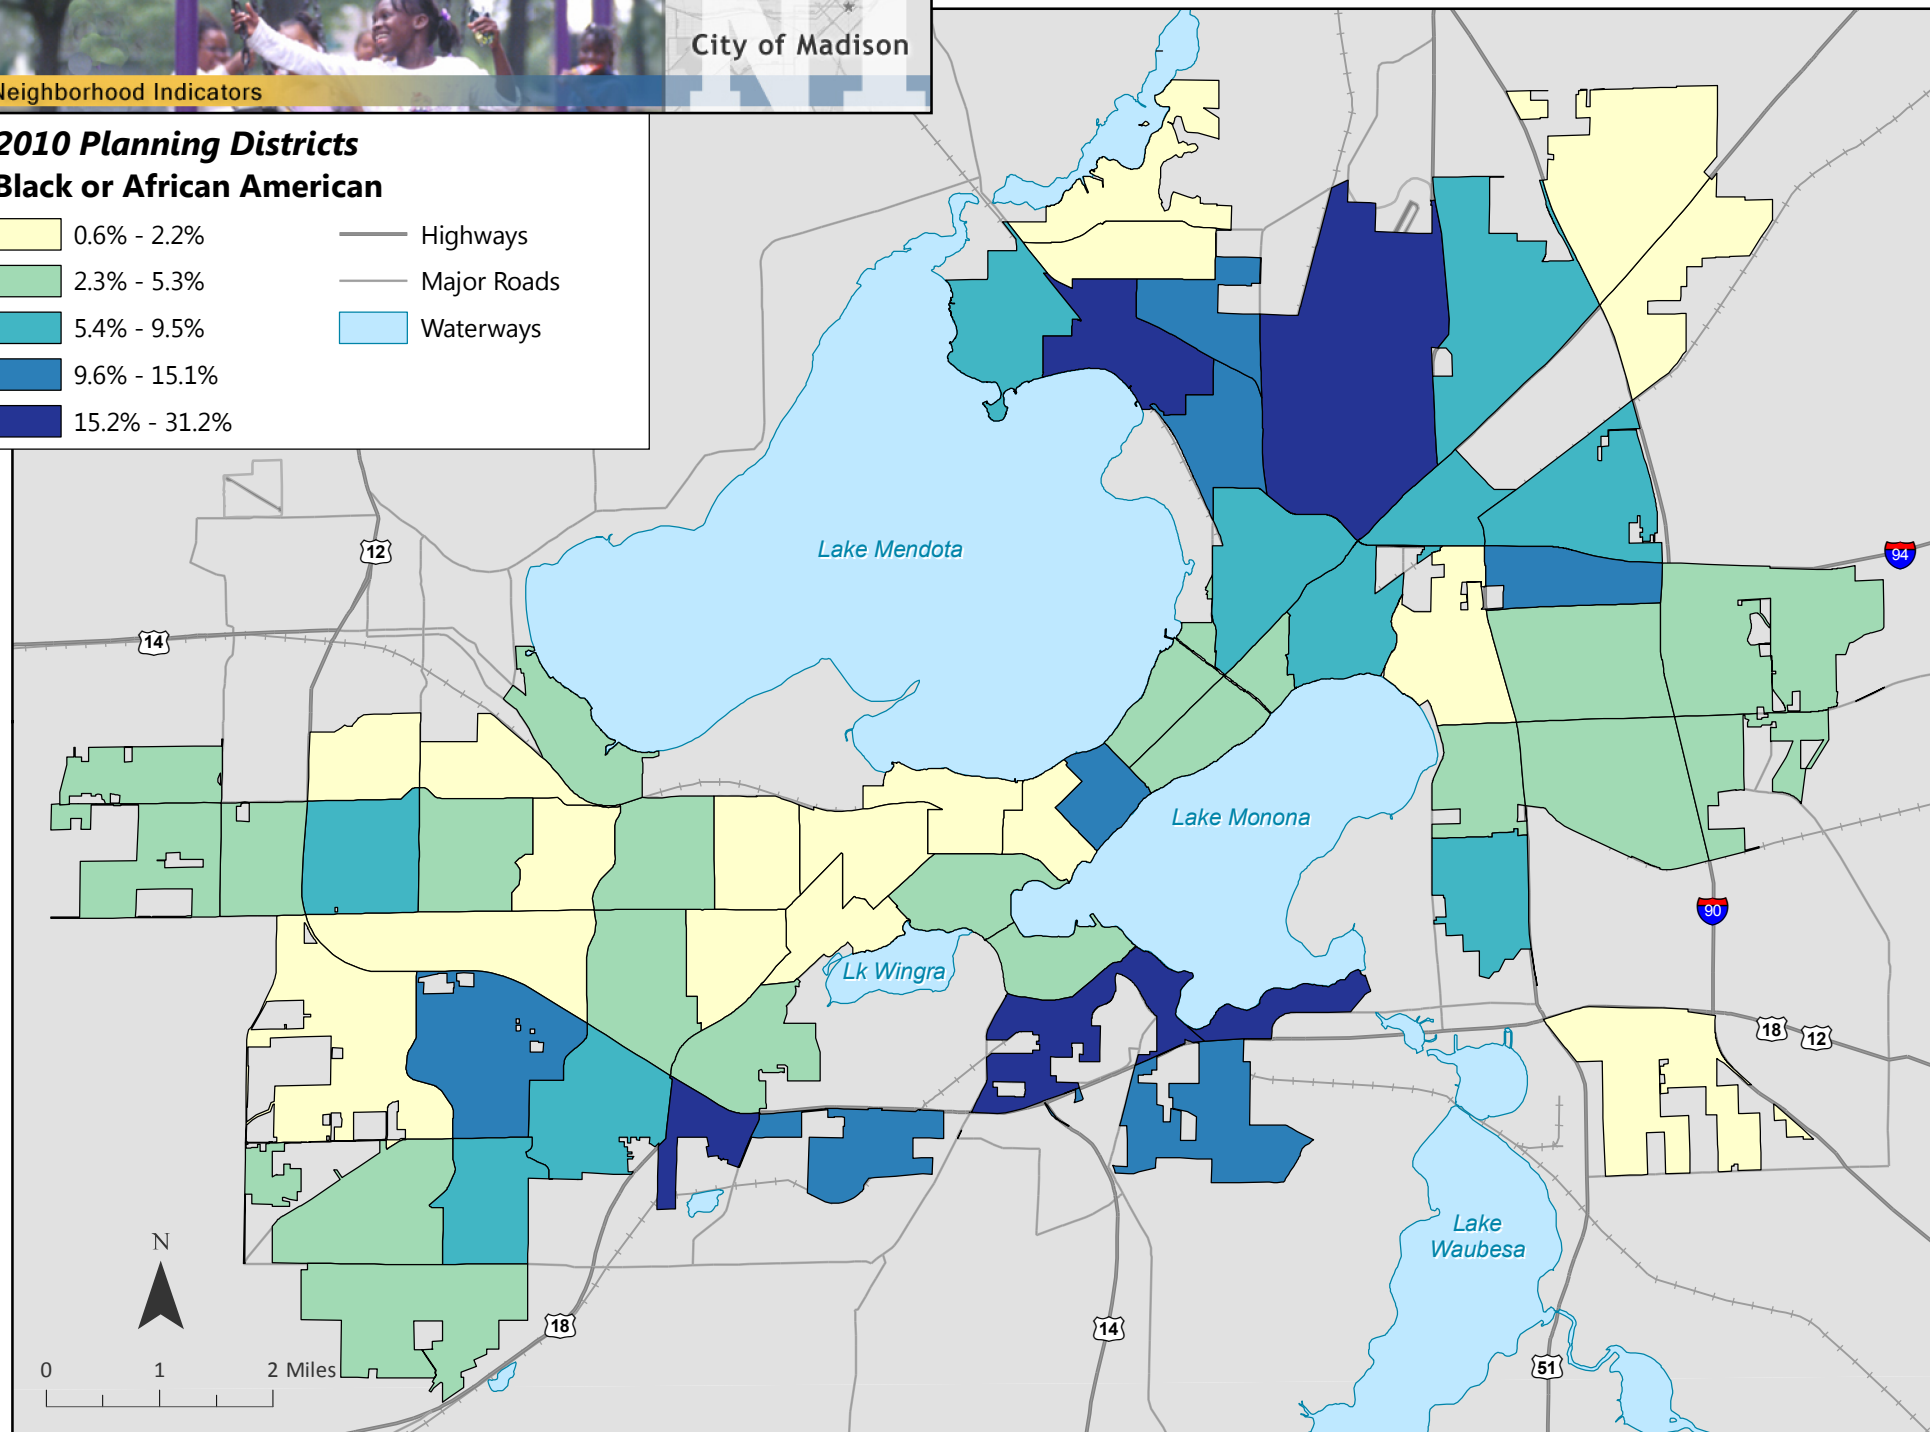 City of Madison
Neighborhood Indicators
2010 Planning Districts
Black or African American
0.6% - 2.2%
Highways
2.3% - 5.3%
Major Roads
5.4% - 9.5%
Waterways
9.6% - 15.1%
15.2% - 31.2%
12
Lake Mendota
94
14
Lake Monona
90
Lk Wingra
18
12
Lake
Waubesa
N
18
14
51
0
1
2 Miles